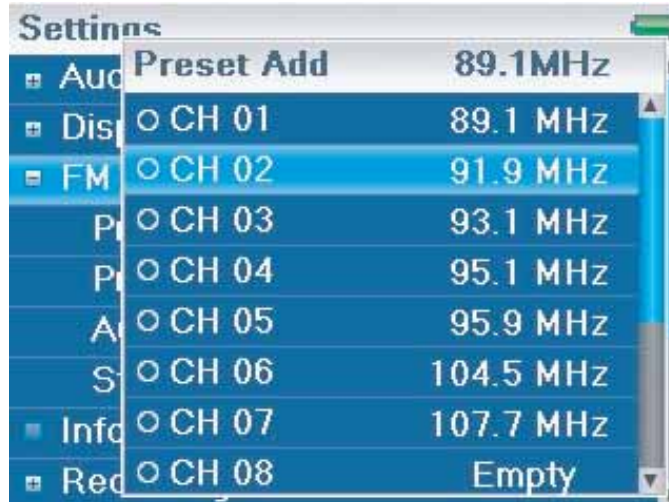 Settings
Preset Add 89.1MHz
CH 01 89.1 MHz
CH 02 91.9 MHz
FM
CH 03 93.1 MHz
CH 04 95.1 MHz
CH 05 95.9 MHz
CH 06 104.5 MHz
CH 07 107.7 MHz
CH 08 Empty